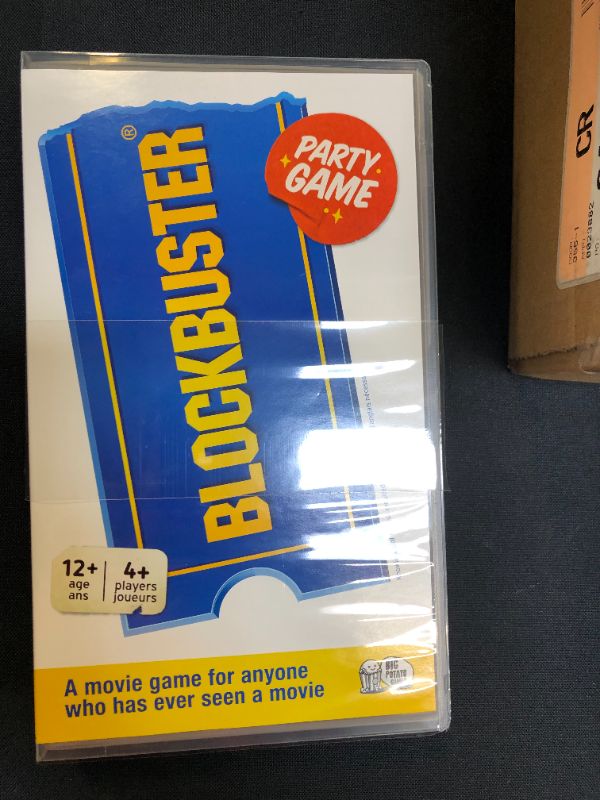 PARTY
GAME
BLOCKBUSTER®
12+
age
ans
4+
players
joueurs
A movie game for anyone
who has ever seen a movie
BIG
POTATO
CR